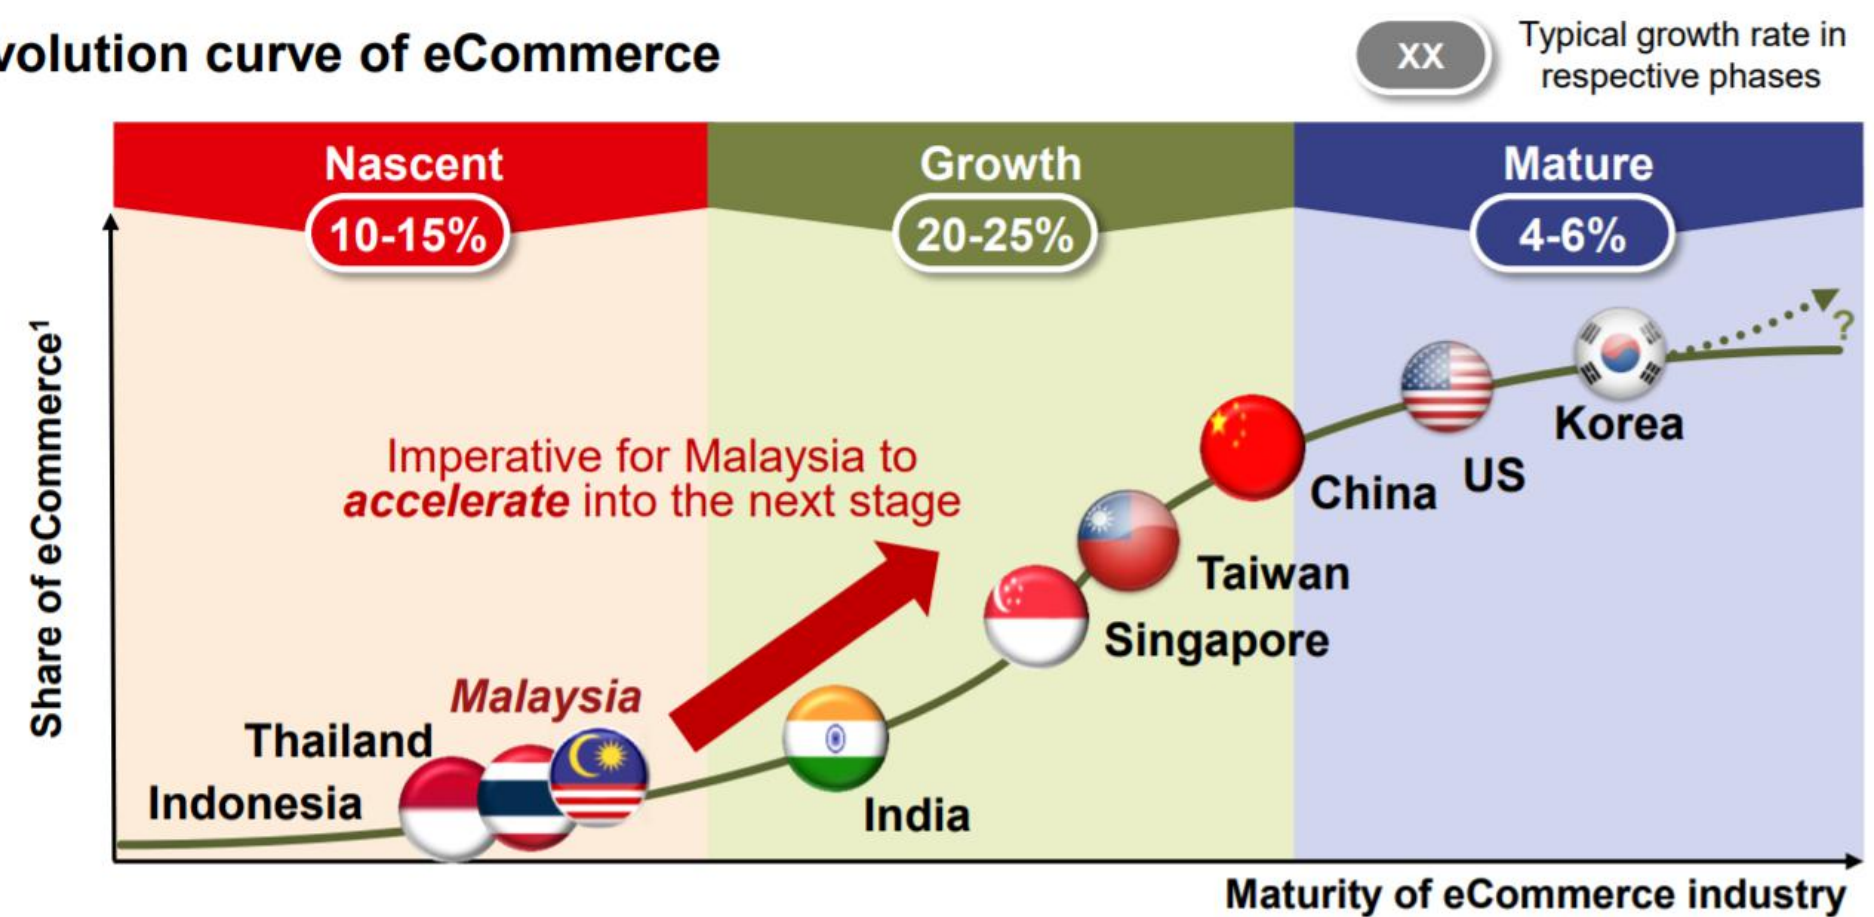 volution curve of eCommerce
XX
Typical growth rate in
respective phases
Nascent
10-15%
Growth
20-25%
Mature
4-6%
Share of eCommerce¹
Imperative for Malaysia to
accelerate into the next stage
?
Korea
US
China
Taiwan
Singapore
Malaysia
Thailand
Indonesia
India
Maturity of eCommerce industry